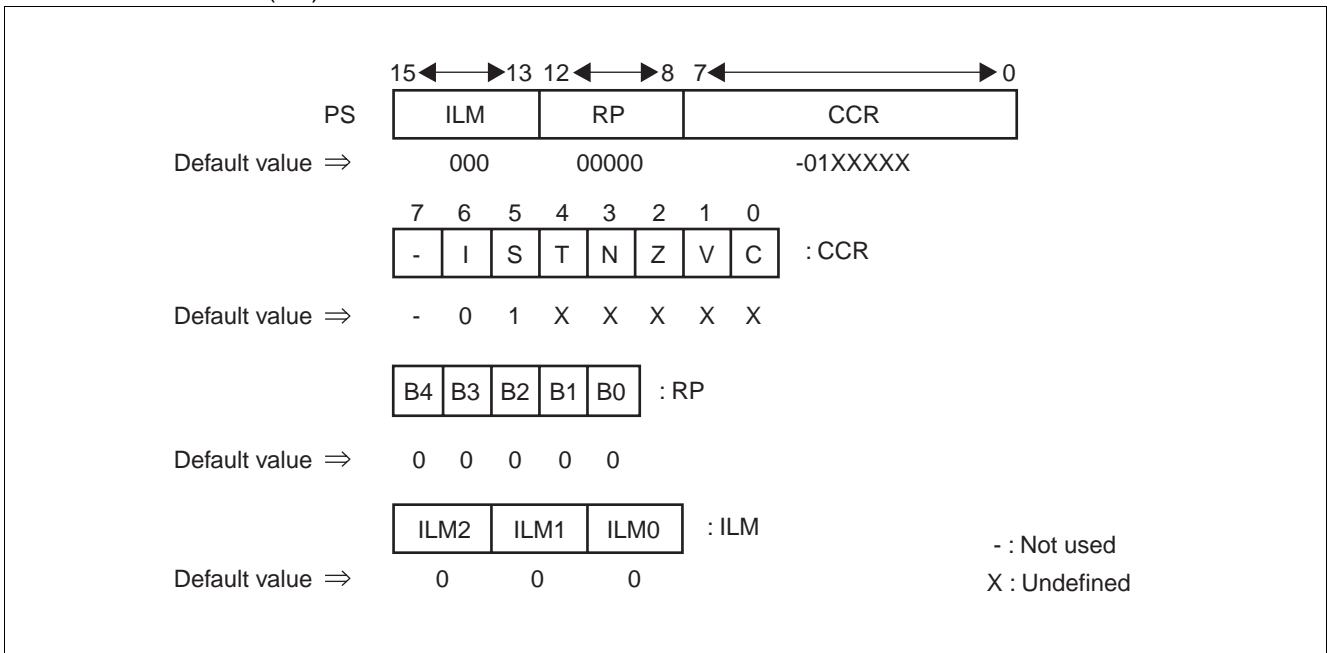 15 13 12 8 7 0
PS ILM RP CCR
Default value ⇒ 000 00000 -01XXXXX
7 6 5 4 3 2 1 0
- I S T N Z V C : CCR
Default value ⇒ - 0 1 X X X X X
B4 B3 B2 B1 B0 : RP
Default value ⇒ 0 0 0 0 0
ILM2 ILM1 ILM0 : ILM
- : Not used
Default value ⇒ 0 0 0
X : Undefined